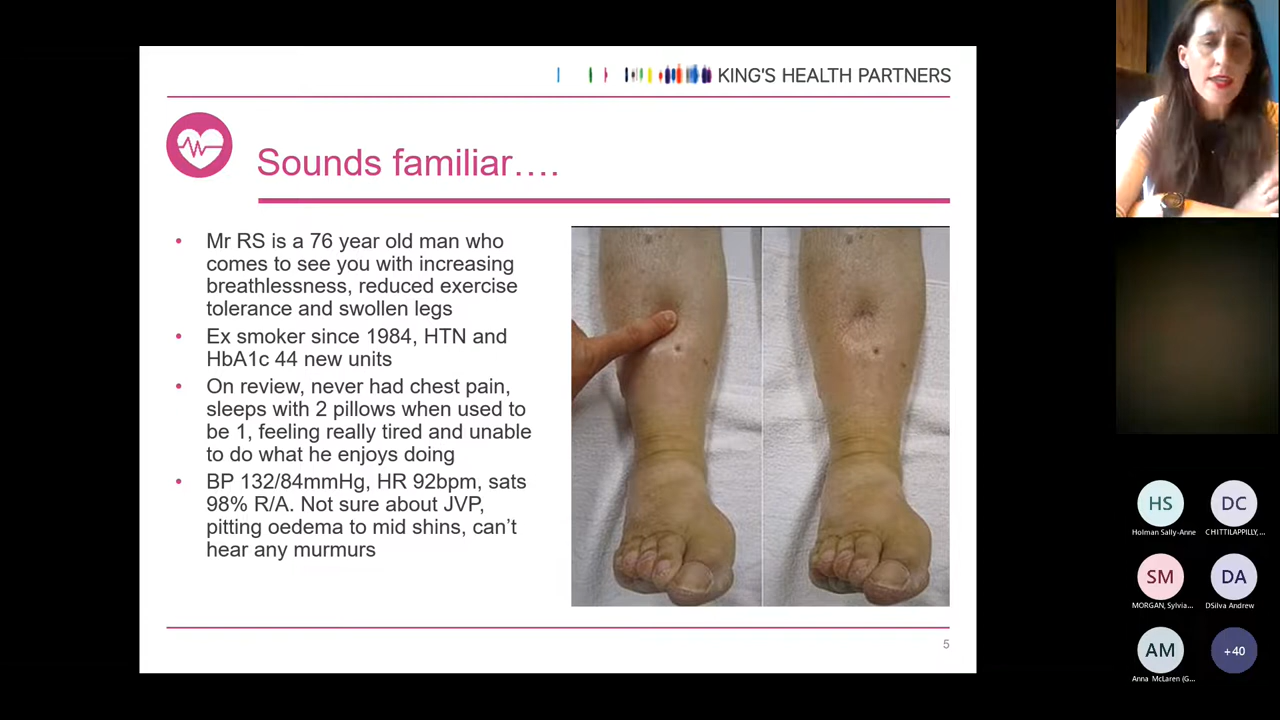 KING'S HEALTH PARTNERS
Sounds familiar....
• Mr RS is a 76 year old man who
comes to see you with increasing
breathlessness, reduced exercise
tolerance and swollen legs
• Ex smoker since 1984, HTN and
HbA1c 44 new units
• On review, never had chest pain,
sleeps with 2 pillows when used to
be 1, feeling really tired and unable
to do what he enjoys doing
• BP 132/84mmHg, HR 92bpm, sats
98% R/A. Not sure about JVP,
pitting oedema to mid shins, can't
hear any murmurs
5
HS
DC
Holman Sally-Anne
CHITTILAPPILLY,...
SM
DA
MORGAN, Sylvia...
DSilva Andrew
AM
+40
Anna McLaren (G...